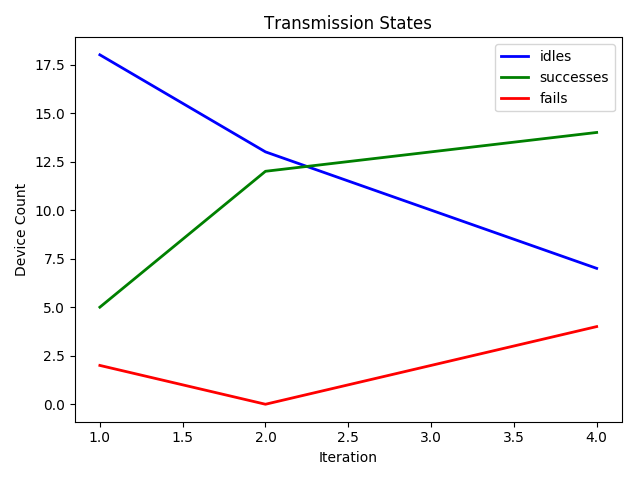 Transmission States
idles
successes
fails
Device Count
17.5
15.0
12.5
10.0
7.5
5.0
2.5
0.0
1.0 1.5 2.0 2.5 3.0 3.5 4.0
Iteration